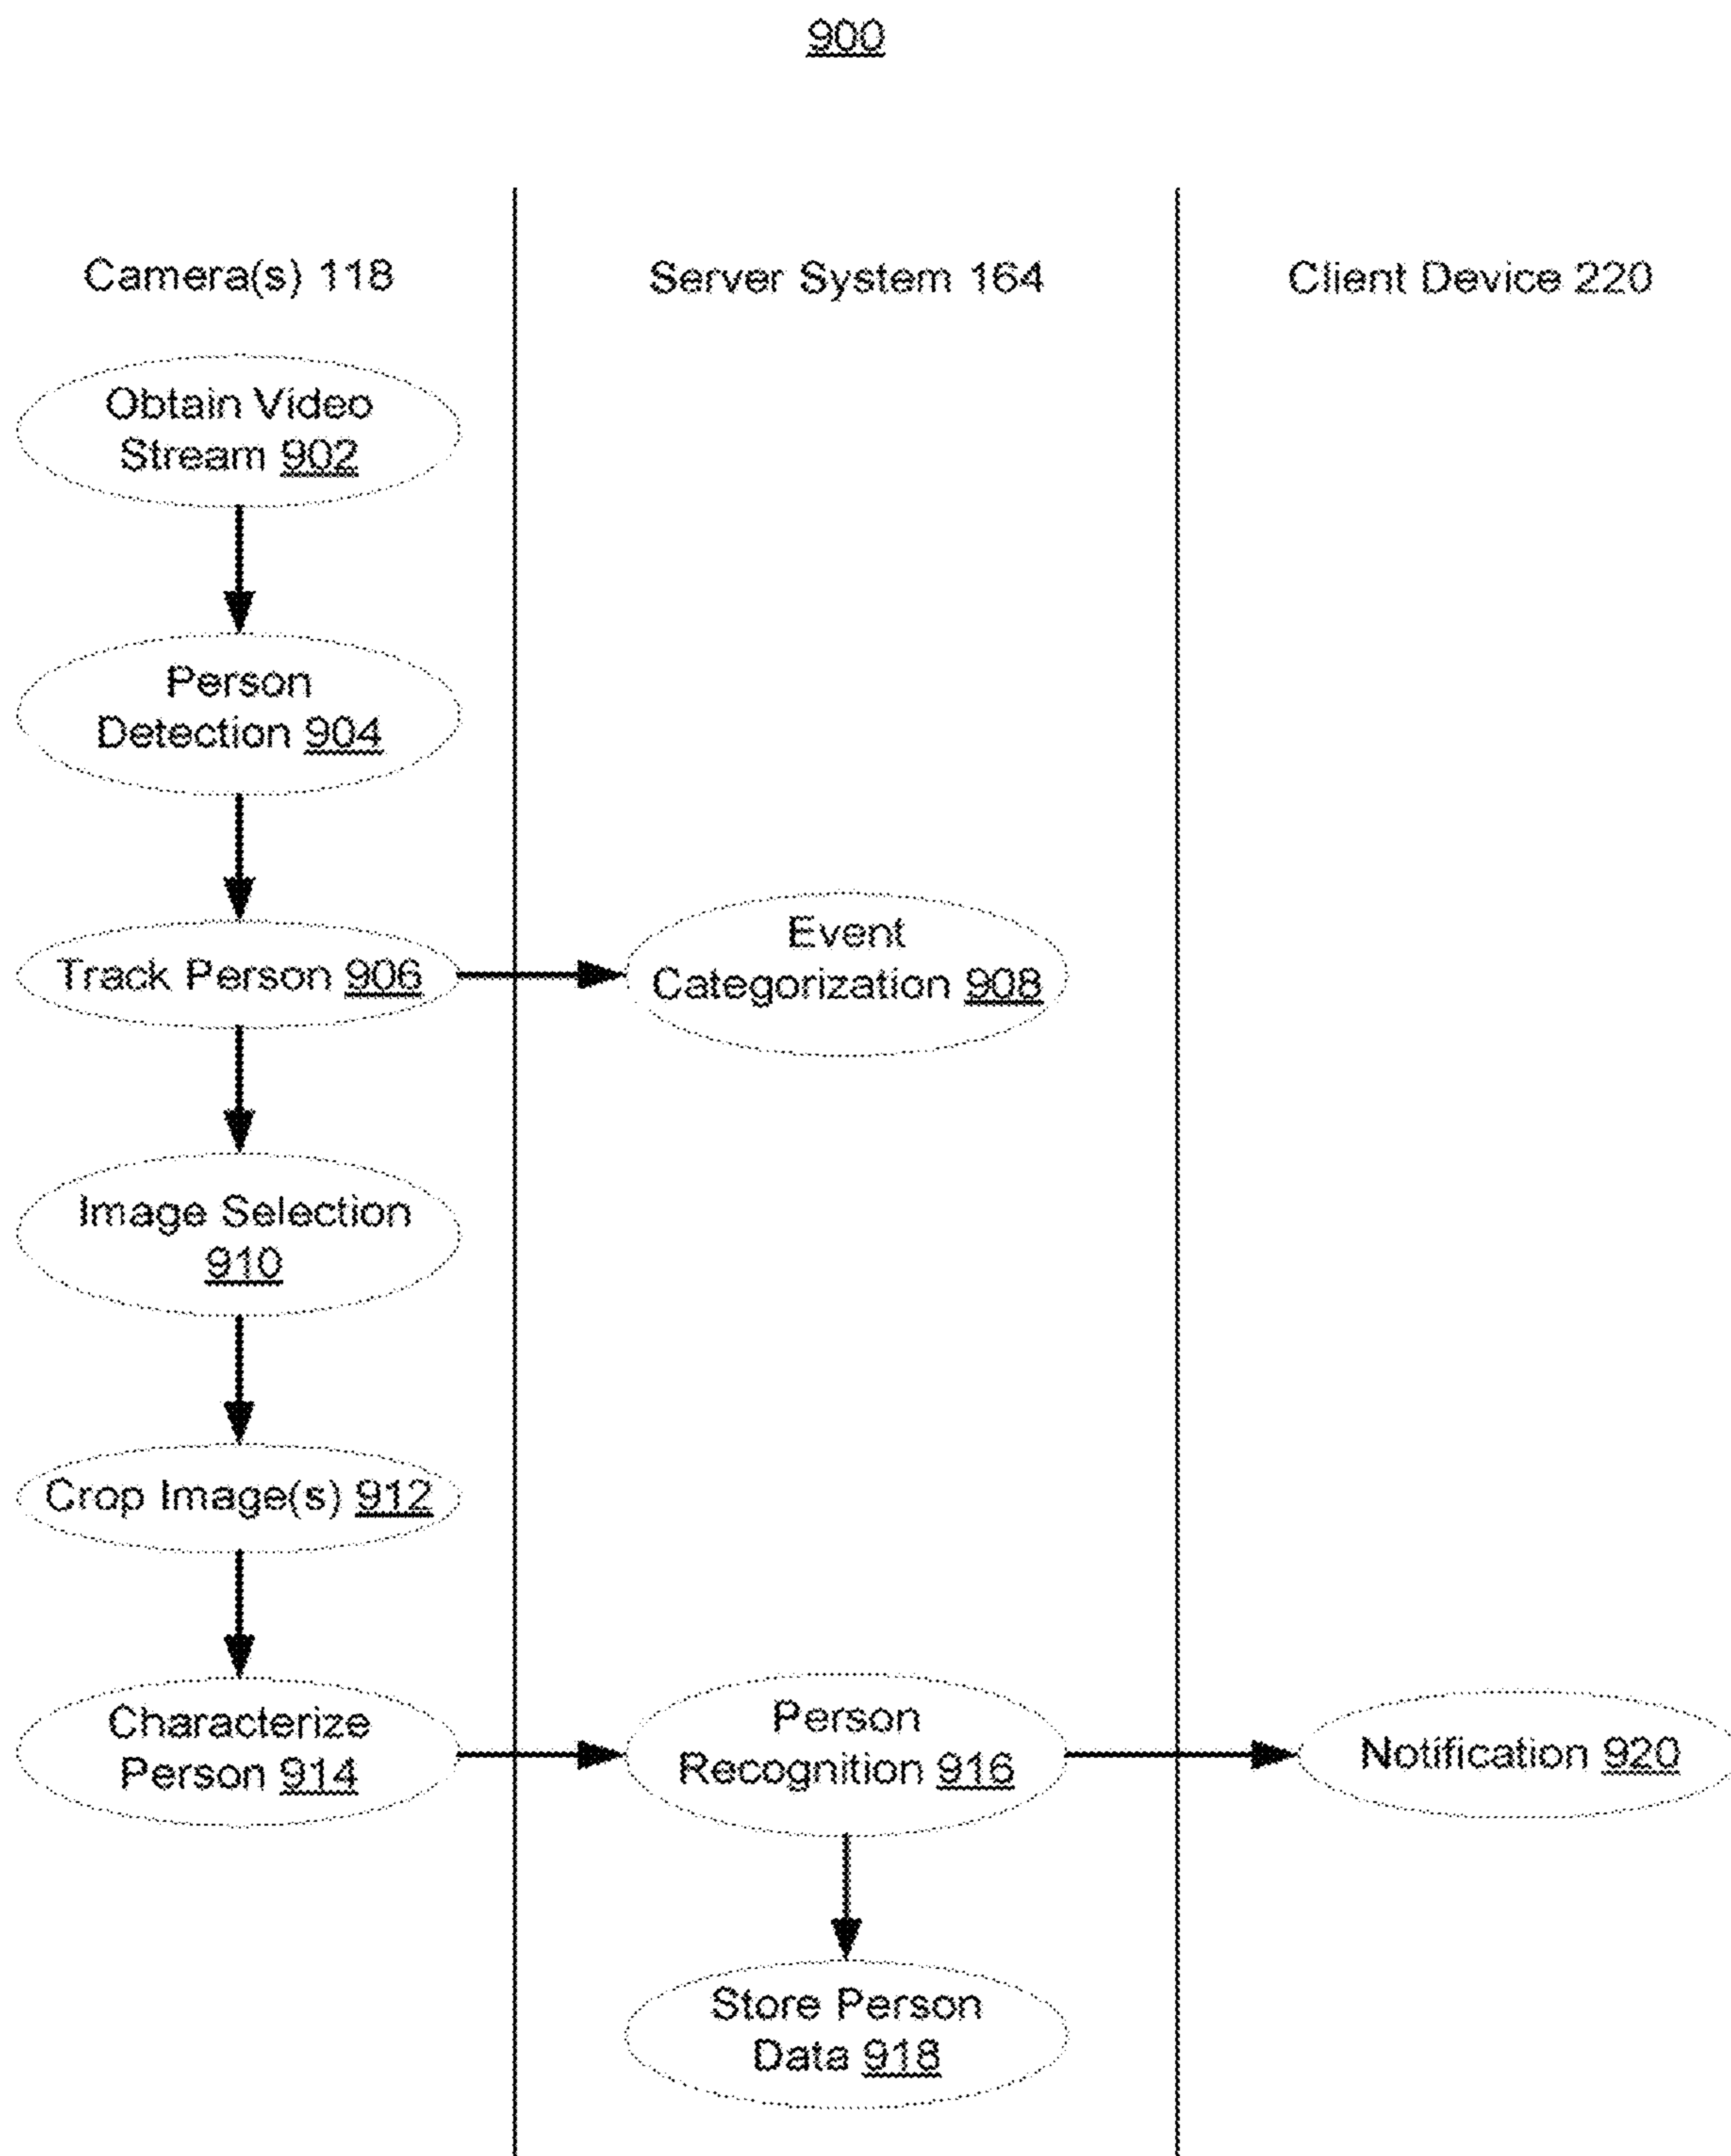 900
Camera(s) 118
Server System 164
Client Device 220
Obtain Video
Stream 902
Person
Detection 904
Track Person 906
Event
Categorization 908
Image Selection
910
Crop Image(s) 912
Characterize
Person 914
Person
Recognition 916
Notification 920
Store Person
Data 918